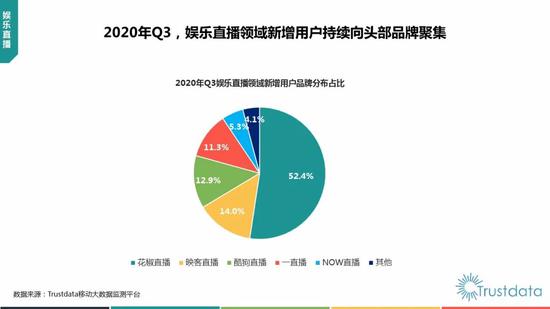 娱乐直播
2020年Q3，娱乐直播领域新增用户持续向头部品牌聚集
2020年Q3娱乐直播领域新增用户品牌分布占比
4.1%
5.3%
11.3%
12.9%
52.4%
14.0%
花椒直播 映客直播 酷狗直播 一直播 NOW直播 其他
数据来源：Trustdata移动大数据监测平台
Trustdata